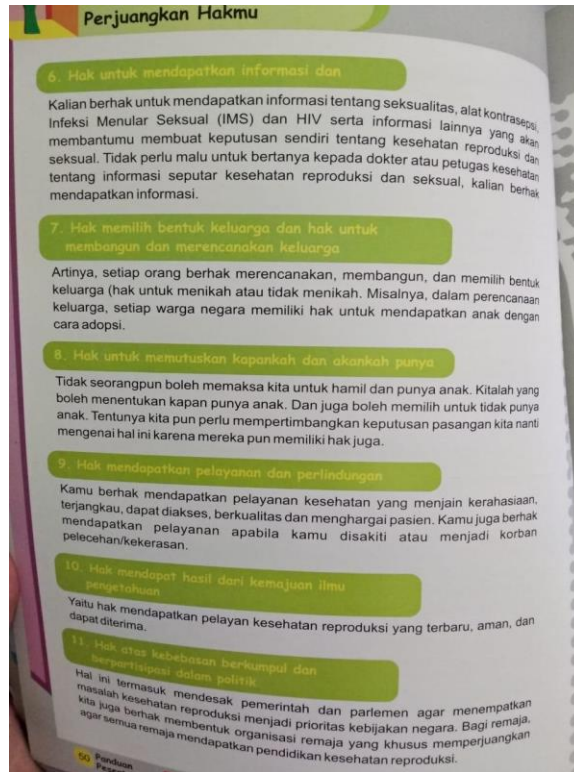 Perjuangkan Hakmu
6. Hak untuk mendapatkan informasi dan
Kalian berhak untuk mendapatkan informasi tentang seksualitas, alat kontrasepsi,
Infeksi Menular Seksual (IMS) dan HIV serta informasi lainnya yang akan
membantumu membuat keputusan sendiri tentang kesehatan reproduksi dan
seksual. Tidak perlu malu untuk bertanya kepada dokter atau petugas kesehatan
tentang informasi seputar kesehatan reproduksi dan seksual, kalian berhak
mendapatkan informasi.
7. Hak memilih bentuk keluarga dan hak untuk
membangun dan merencanakan keluarga
Artinya, setiap orang berhak merencanakan, membangun, dan memilih bentuk
keluarga (hak untuk menikah atau tidak menikah. Misalnya, dalam perencanaan
keluarga, setiap warga negara memiliki hak untuk mendapatkan anak dengan
cara adopsi.
8. Hak untuk memutuskan kapankah dan akankah punya
Tidak seorangpun boleh memaksa kita untuk hamil dan punya anak. Kitalah yang
boleh menentukan kapan punya anak. Dan juga boleh memilih untuk tidak punya
anak. Tentunya kita pun perlu mempertimbangkan keputusan pasangan kita nanti
mengenai hal ini karena mereka pun memiliki hak juga.
9. Hak mendapatkan pelayanan dan perlindungan
Kamu berhak mendapatkan pelayanan kesehatan yang menjain kerahasiaan,
terjangkau, dapat diakses, berkualitas dan menghargai pasien. Kamu juga berhak
mendapatkan pelayanan apabila kamu disakiti atau menjadi korban
pelecehan/kekerasan.
10. Hak mendapat hasil dari kemajuan ilmu
pengetahuan
Yaitu hak mendapatkan pelayan kesehatan reproduksi yang terbaru, aman, dan
dapat diterima.
11. Hak atas kebebasan berkumpul dan
berpartisipasi dalam politik
Hal ini termasuk mendesak pemerintah dan parlemen agar menempatkan
masalah kesehatan reproduksi menjadi prioritas kebijakan negara. Bagi remaja,
kita juga berhak membentuk organisasi remaja yang khusus memperjuangkan
agar semua remaja mendapatkan pendidikan kesehatan reproduksi.
50 Panduan